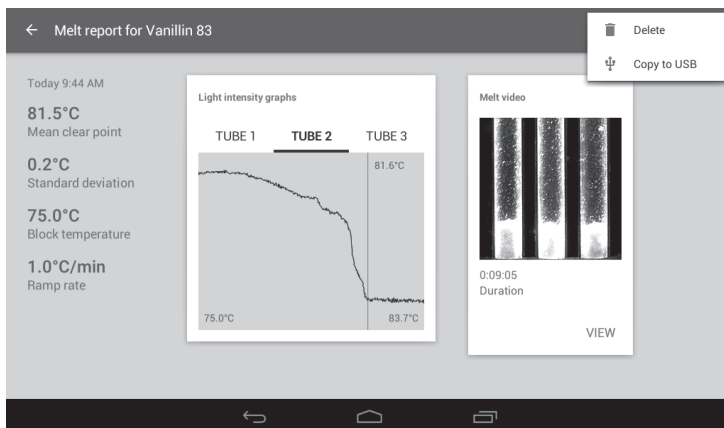 Melt report for Vanillin 83
Delete
Copy to USB
Today 9:44 AM
81.5°C
Mean clear point
0.2°C
Standard deviation
75.0°C
Block temperature
1.0°C/min
Ramp rate
Light intensity graphs
TUBE 1 TUBE 2 TUBE 3
81.6°C
75.0°C 83.7°C
Melt video
0:09:05
Duration
VIEW